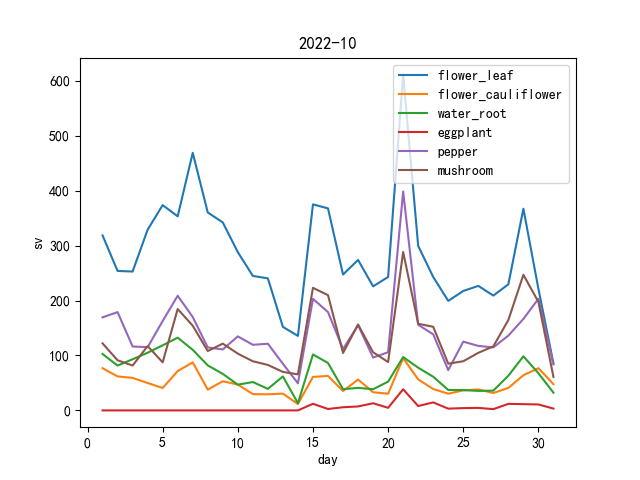 2022-10
flower_leaf
flower_cauliflower
water_root
eggplant
pepper
mushroom
600
500
400
300
200
100
0
sv
0 5 10 15 20 25 30
day